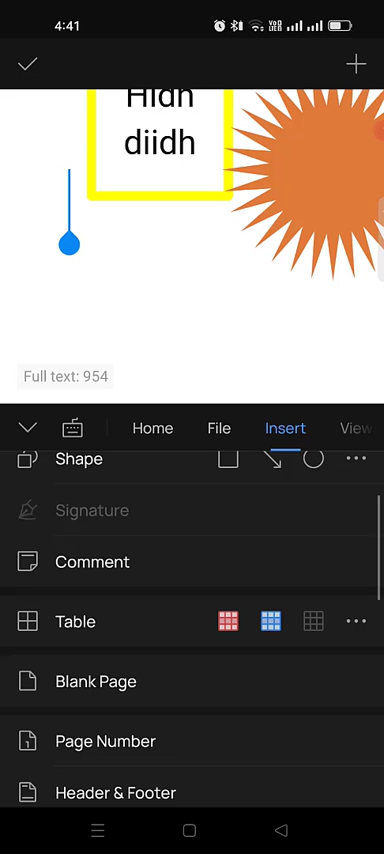 4:41
Hidh
diidh
Full text: 954
Home File Insert View
Shape
Signature
Comment
Table
Blank Page
Page Number
Header & Footer